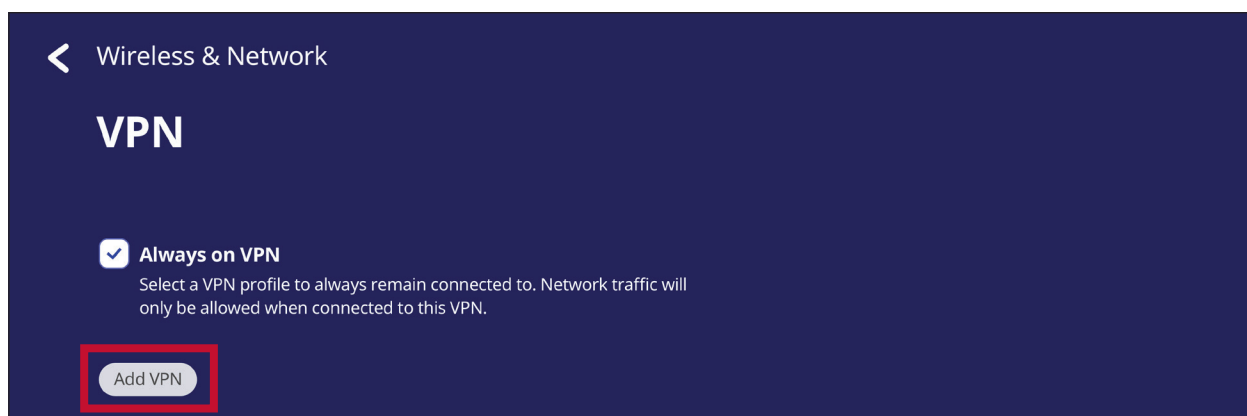 Wireless & Network
VPN
Always on VPN
Select a VPN profile to always remain connected to. Network traffic will
only be allowed when connected to this VPN.
Add VPN